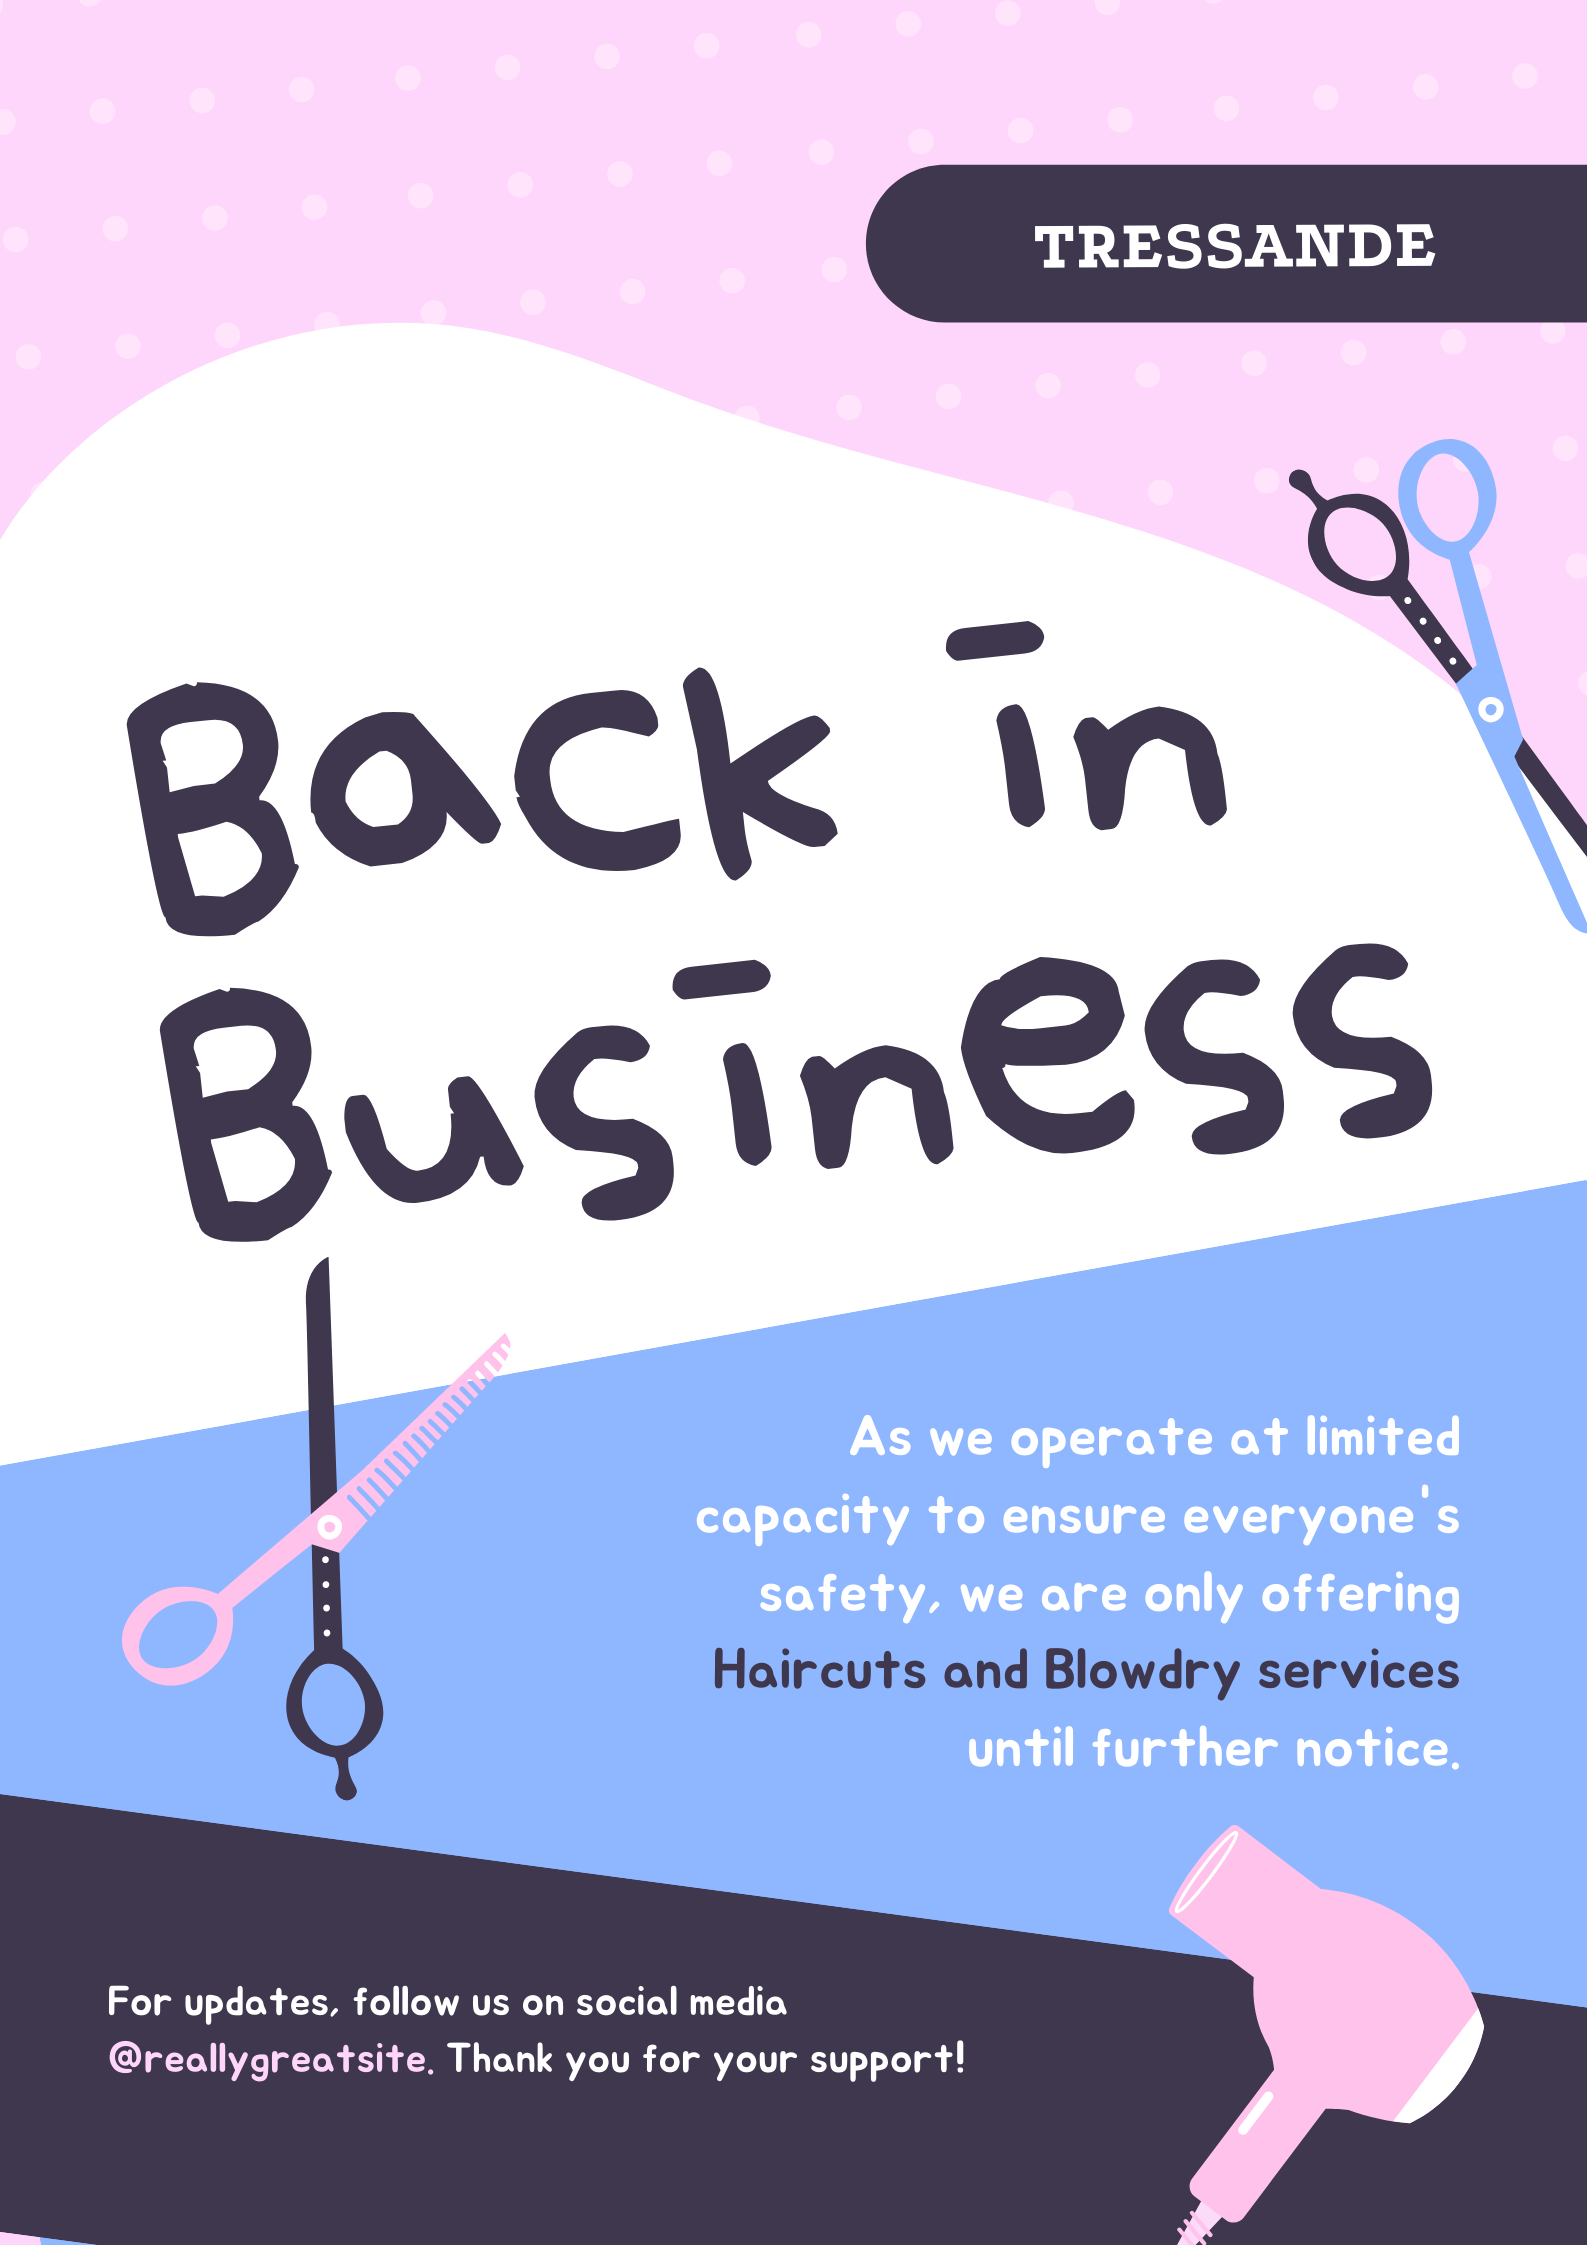 TRESSANDE
Back in
Business
As we operate at limited
capacity to ensure everyone's
safety, we are only offering
Haircuts and Blowdry services
until further notice.
For updates, follow us on social media
@reallygreatsite. Thank you for your support!